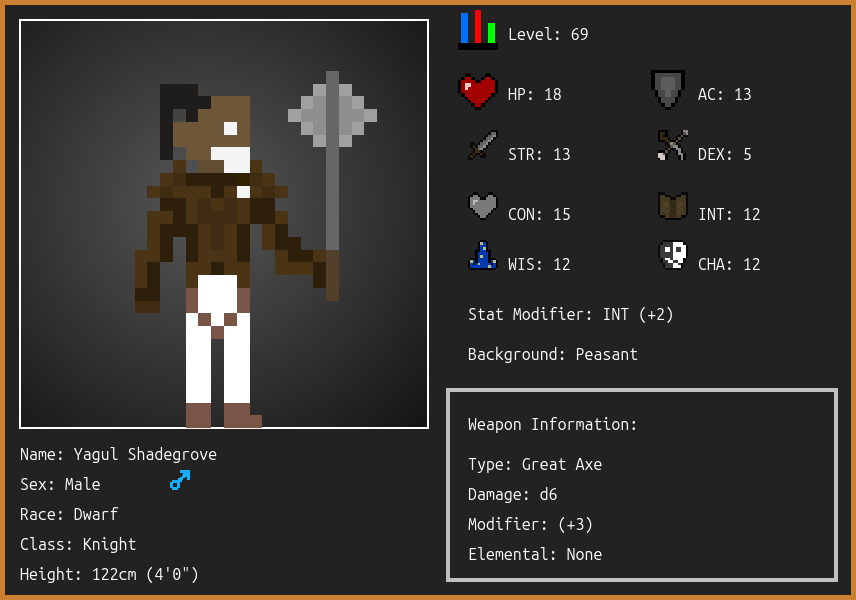 Level: 69
HP: 18
AC: 13
STR: 13
DEX: 5
CON: 15
INT: 12
WIS: 12
CHA: 12
Stat Modifier: INT (+2)
Background: Peasant
Weapon Information:
Type: Great Axe
Damage: d6
Modifier: (+3)
Elemental: None
Name: Yagul Shadegrove
Sex: Male
Race: Dwarf
Class: Knight
Height: 122cm (4'0")